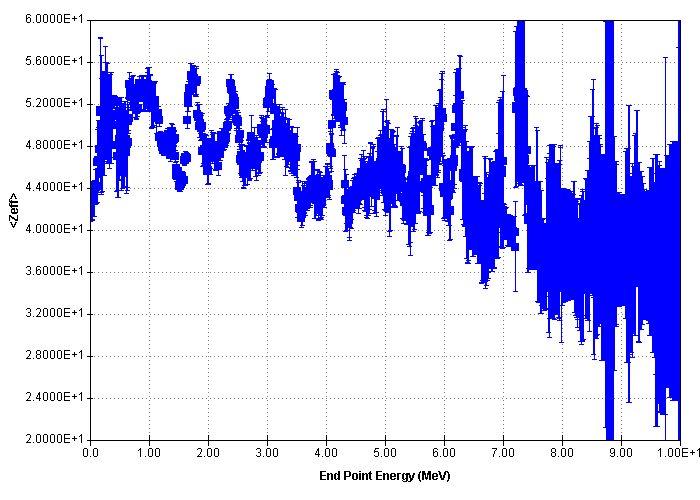 6.0000E+1
5.6000E+1
5.2000E+1
4.8000E+1
4.4000E+1
4.0000E+1
3.6000E+1
3.2000E+1
2.8000E+1
2.4000E+1
2.0000E+1
<Zeff>
0.0 1.00 2.00 3.00 4.00 5.00 6.00 7.00 8.00 9.00 1.00E+1
End Point Energy (MeV)